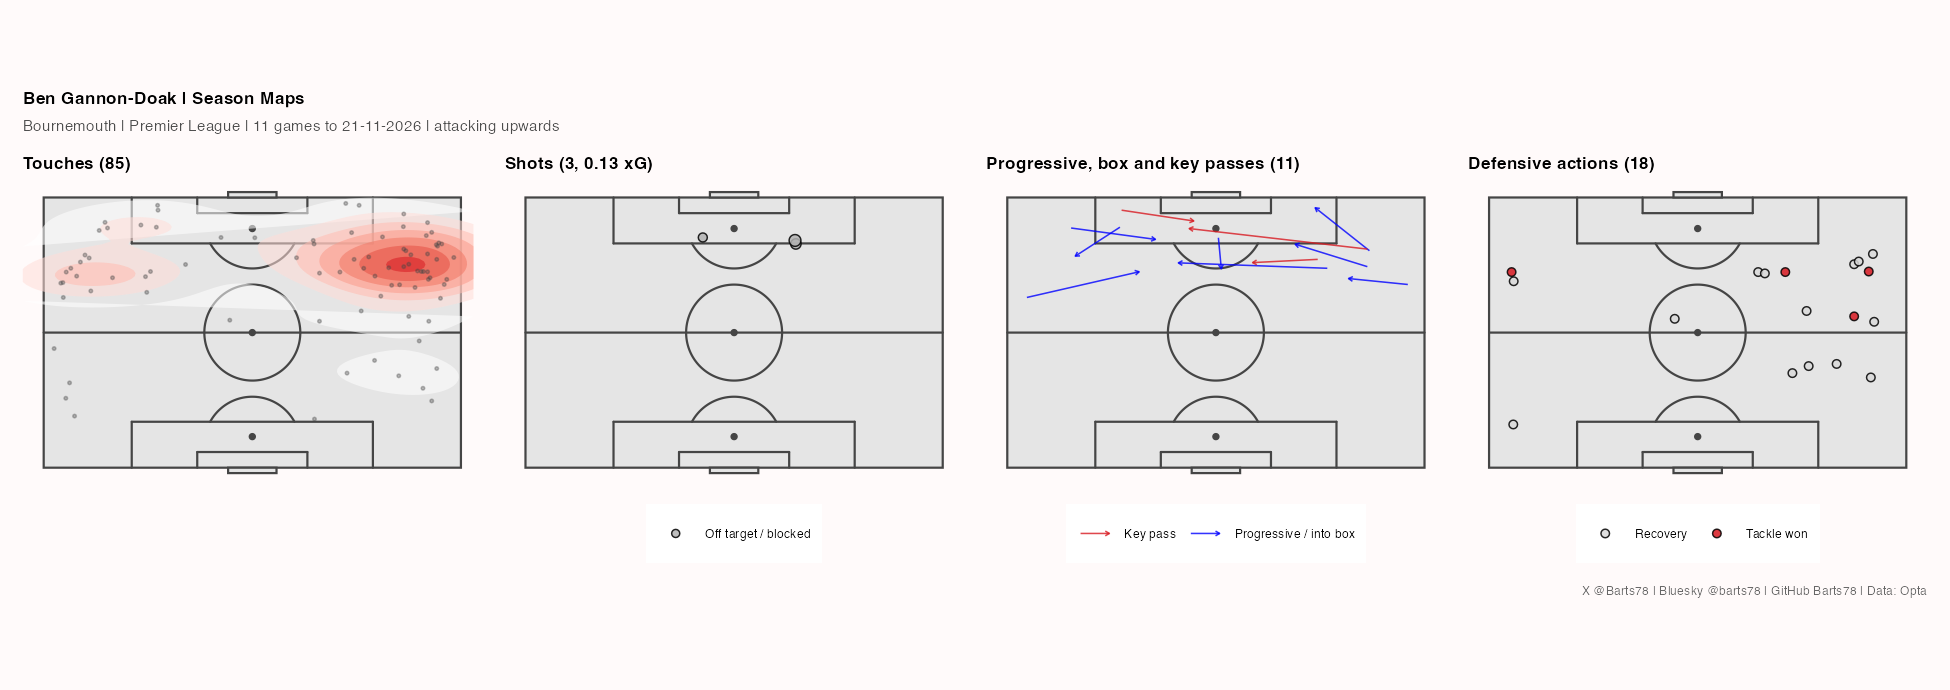 Ben Gannon-Doak | Season Maps
Bournemouth | Premier League | 11 games to 21-11-2026 | attacking upwards
Touches (85)
Shots (3, 0.13 xG)
Progressive, box and key passes (11)
Defensive actions (18)
Off target / blocked
Key pass
Progressive / into box
Recovery
Tackle won
X @Barts78 | Bluesky @barts78 | GitHub Barts78 | Data: Opta